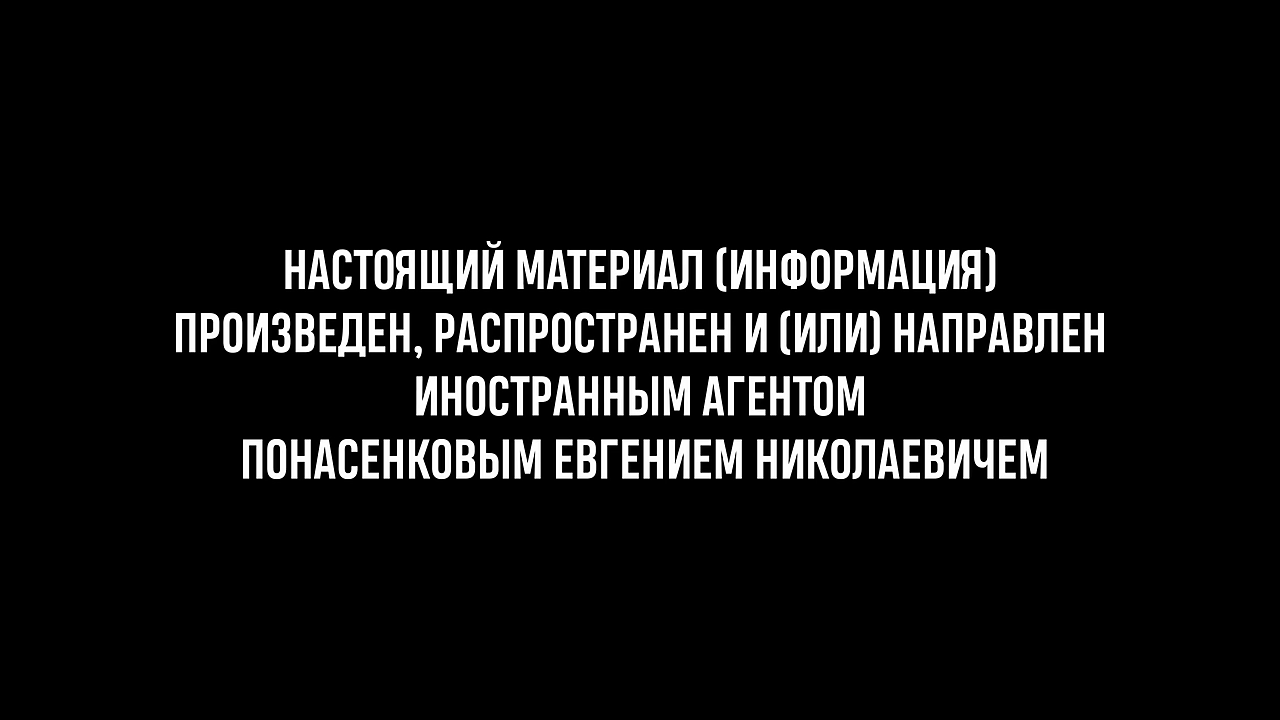 НАСТОЯЩИЙ МАТЕРИАЛ (ИНФОРМАЦИЯ)
ПРОИЗВЕДЕН, РАСПРОСТРАНЕН И (ИЛИ) НАПРАВЛЕН
ИНОСТРАННЫМ АГЕНТОМ
ПОНАСЕНКОВЫМ ЕВГЕНИЕМ НИКОЛАЕВИЧЕМ